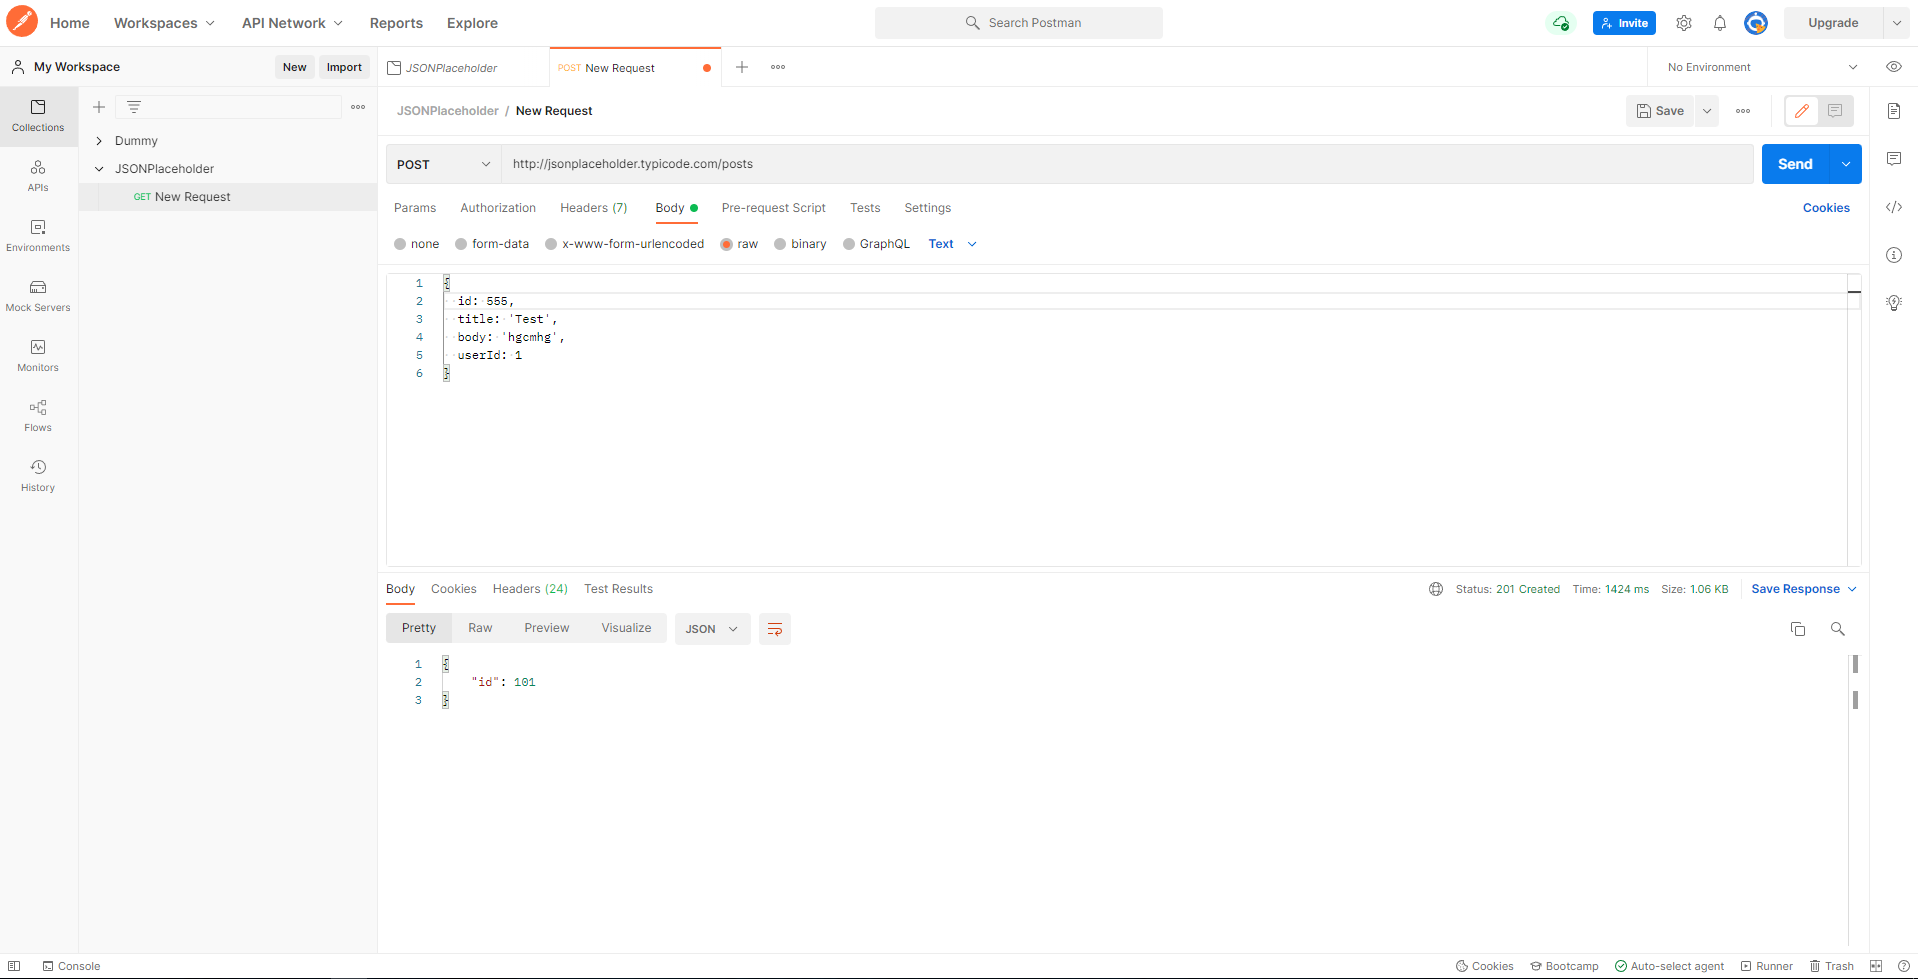 Home Workspaces API Network Reports Explore Search Postman Invite Upgrade
My Workspace New Import JSONPlaceholder POST New Request No Environment
Collections
APIs
Environments
Mock Servers
Monitors
Flows
History
Dummy
JSONPlaceholder
GET New Request
JSONPlaceholder / New Request Save
POST http://jsonplaceholder.typicode.com/posts Send
Params Authorization Headers (7) Body Pre-request Script Tests Settings Cookies
none form-data x-www-form-urlencoded raw binary GraphQL Text
1 {
2 id: 555,
3 title: 'Test',
4 body: 'hgcmhg',
5 userId: 1
6 }
Body Cookies Headers (24) Test Results Status: 201 Created Time: 1424 ms Size: 1.06 KB Save Response
Pretty Raw Preview Visualize JSON
1 {
2 "id": 101
3 }
Console Cookies Bootcamp Auto-select agent Runner Trash